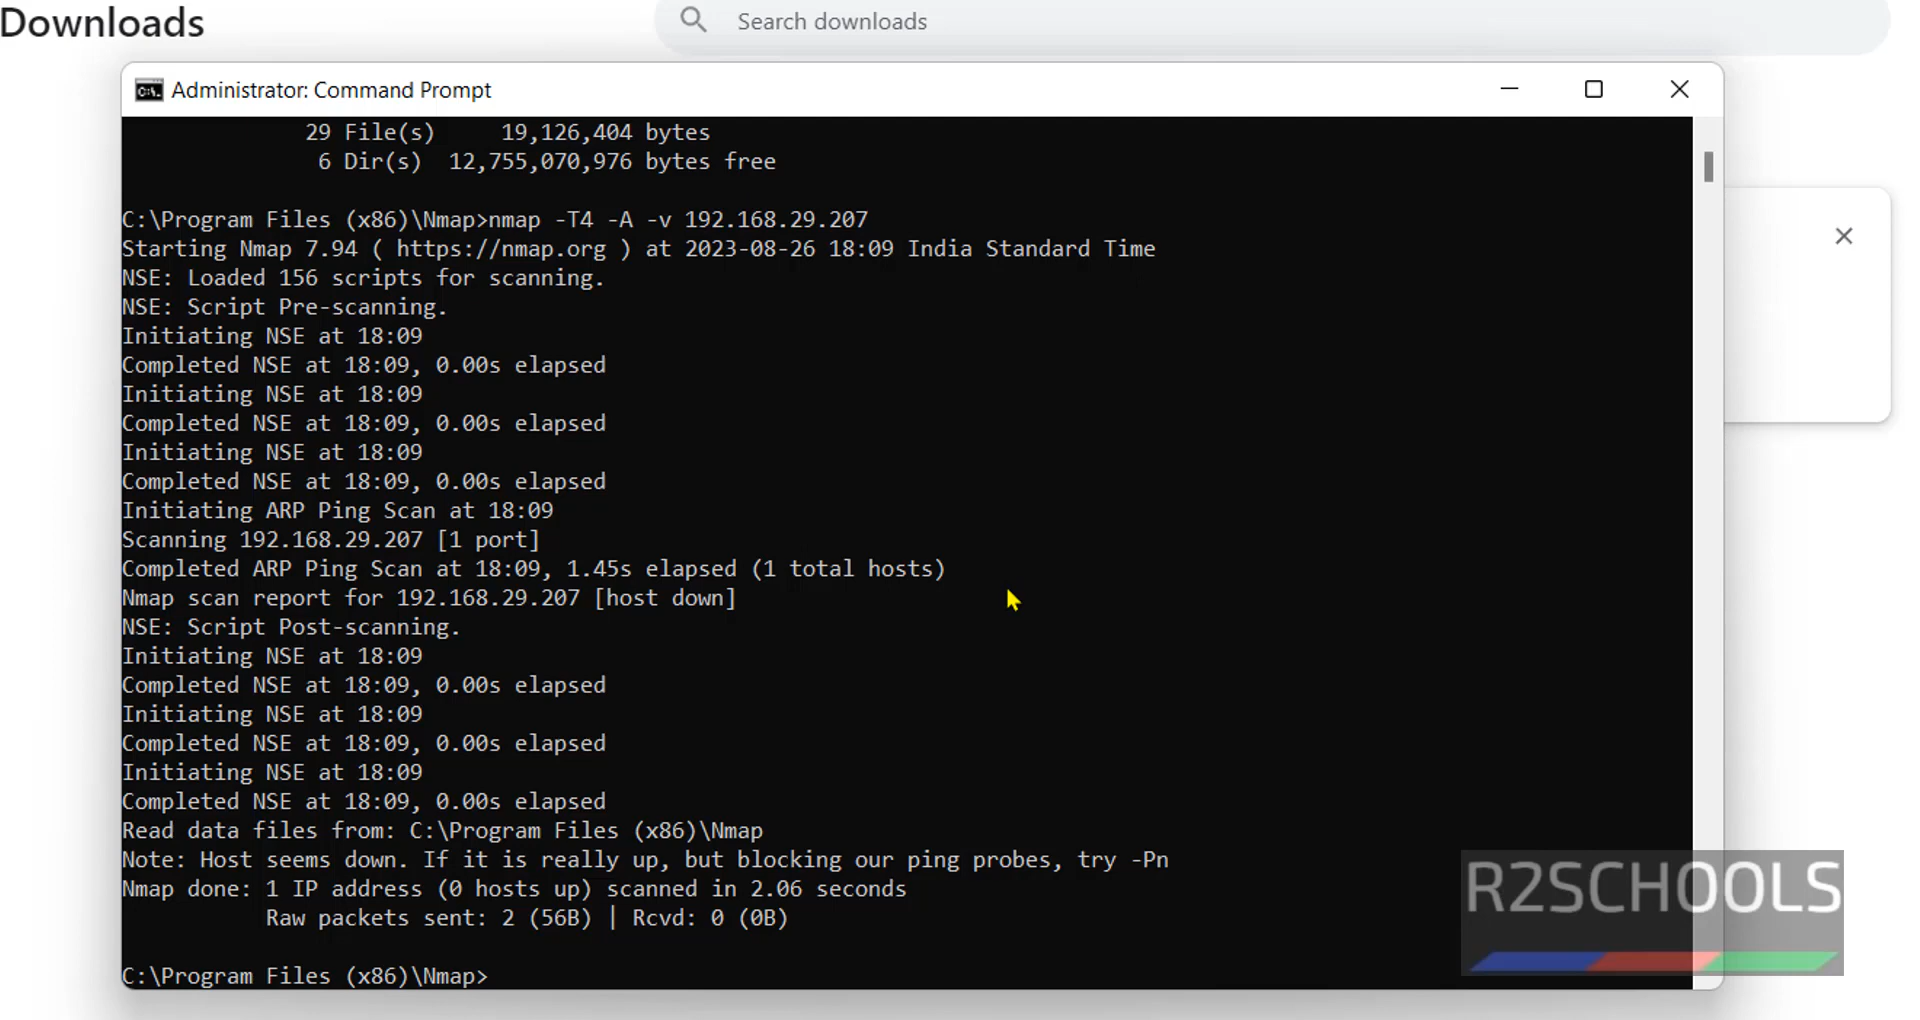 Downloads
Search downloads
Administrator: Command Prompt
29 File(s) 19,126,404 bytes
6 Dir(s) 12,755,070,976 bytes free
C:\Program Files (x86)\Nmap>nmap -T4 -A -v 192.168.29.207
Starting Nmap 7.94 ( https://nmap.org ) at 2023-08-26 18:09 India Standard Time
NSE: Loaded 156 scripts for scanning.
NSE: Script Pre-scanning.
Initiating NSE at 18:09
Completed NSE at 18:09, 0.00s elapsed
Initiating NSE at 18:09
Completed NSE at 18:09, 0.00s elapsed
Initiating NSE at 18:09
Completed NSE at 18:09, 0.00s elapsed
Initiating ARP Ping Scan at 18:09
Scanning 192.168.29.207 [1 port]
Completed ARP Ping Scan at 18:09, 1.45s elapsed (1 total hosts)
Nmap scan report for 192.168.29.207 [host down]
NSE: Script Post-scanning.
Initiating NSE at 18:09
Completed NSE at 18:09, 0.00s elapsed
Initiating NSE at 18:09
Completed NSE at 18:09, 0.00s elapsed
Initiating NSE at 18:09
Completed NSE at 18:09, 0.00s elapsed
Read data files from: C:\Program Files (x86)\Nmap
Note: Host seems down. If it is really up, but blocking our ping probes, try -Pn
Nmap done: 1 IP address (0 hosts up) scanned in 2.06 seconds
Raw packets sent: 2 (56B) | Rcvd: 0 (0B)
C:\Program Files (x86)\Nmap>
R2SCHOOLS